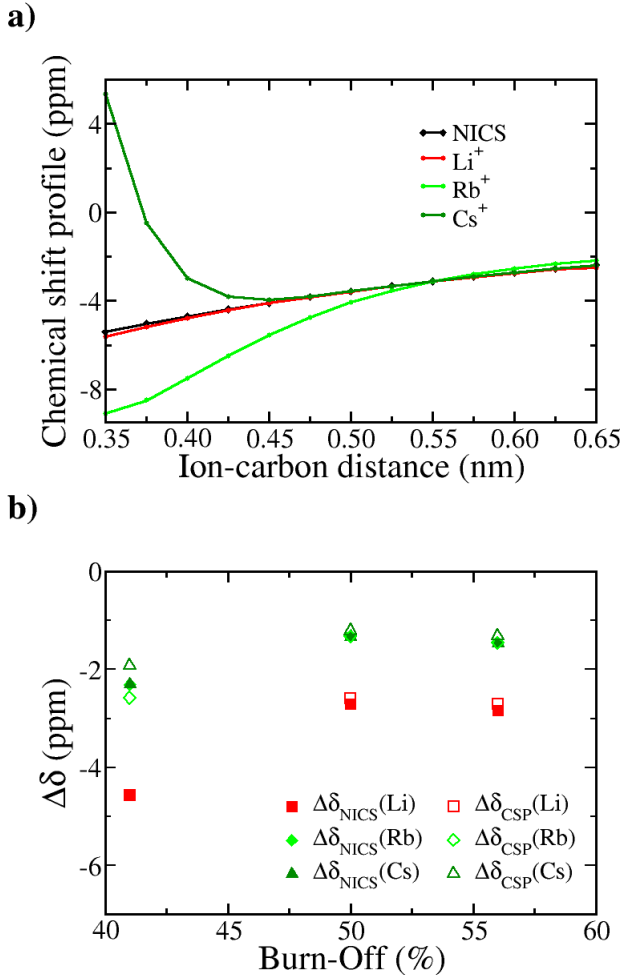 a)
Chemical shift profile (ppm)
4
0
-4
-8
NICS
Li+
Rb+
Cs+
0.35 0.40 0.45 0.50 0.55 0.60 0.65
Ion-carbon distance (nm)
b)
Δδ (ppm)
0
-2
-4
-6
ΔδNICS(Li) ΔδCSP(Li)
ΔδNICS(Rb) ΔδCSP(Rb)
ΔδNICS(Cs) ΔδCSP(Cs)
40 45 50 55 60
Burn-Off (%)